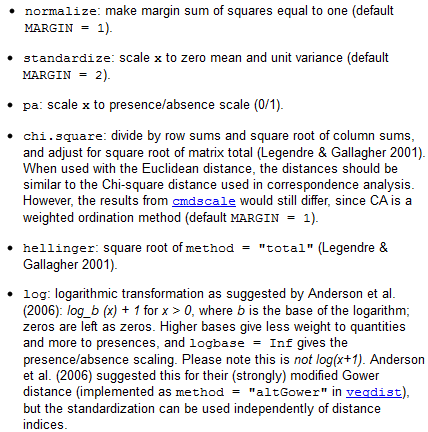 • normalize: make margin sum of squares equal to one (default
MARGIN = 1).
• standardize: scale x to zero mean and unit variance (default
MARGIN = 2).
• pa: scale x to presence/absence scale (0/1).
• chi.square: divide by row sums and square root of column sums,
and adjust for square root of matrix total (Legendre & Gallagher 2001).
When used with the Euclidean distance, the distances should be
similar to the Chi-square distance used in correspondence analysis.
However, the results from cmdscale would still differ, since CA is a
weighted ordination method (default MARGIN = 1).
• hellinger: square root of method = "total" (Legendre &
Gallagher 2001).
• log: logarithmic transformation as suggested by Anderson et al.
(2006): log_b (x) + 1 for x > 0, where b is the base of the logarithm;
zeros are left as zeros. Higher bases give less weight to quantities
and more to presences, and logbase = Inf gives the
presence/absence scaling. Please note this is not log(x+1). Anderson
et al. (2006) suggested this for their (strongly) modified Gower
distance (implemented as method = "altGower" in vegdist),
but the standardization can be used independently of distance
indices.